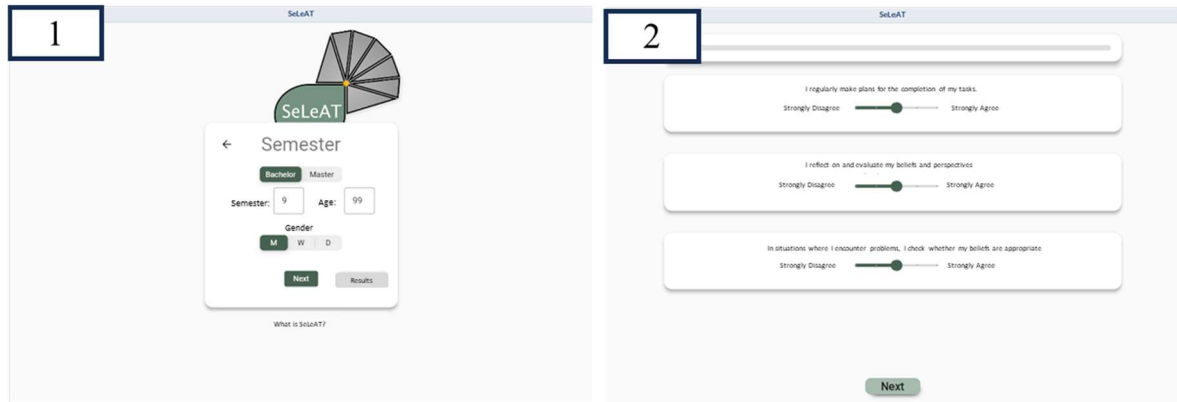 SeLeAT
1
SeLeAT
← Semester
Bachelor Master
Semester: 9 Age: 99
Gender
M W D
Next Results
What is SeLeAT?
SeLeAT
2
I regularly make plans for the completion of my tasks.
Strongly Disagree Strongly Agree
I reflect on and evaluate my beliefs and perspectives
Strongly Disagree Strongly Agree
In situations where I encounter problems, I check whether my beliefs are appropriate
Strongly Disagree Strongly Agree
Next